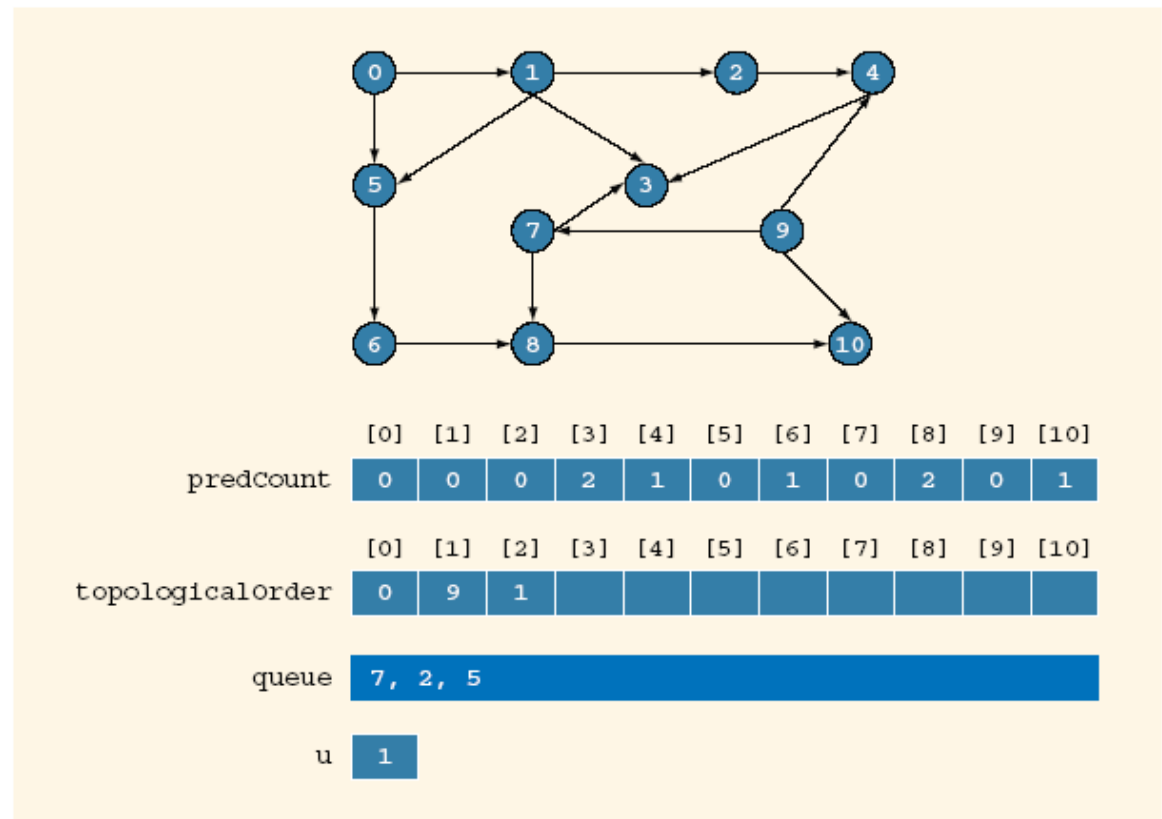 0 1 2 4
5 3
7 9
6 8 10
[0] [1] [2] [3] [4] [5] [6] [7] [8] [9] [10]
predCount 0 0 0 2 1 0 1 0 2 0 1
[0] [1] [2] [3] [4] [5] [6] [7] [8] [9] [10]
topologicalOrder 0 9 1
queue 7, 2, 5
u 1